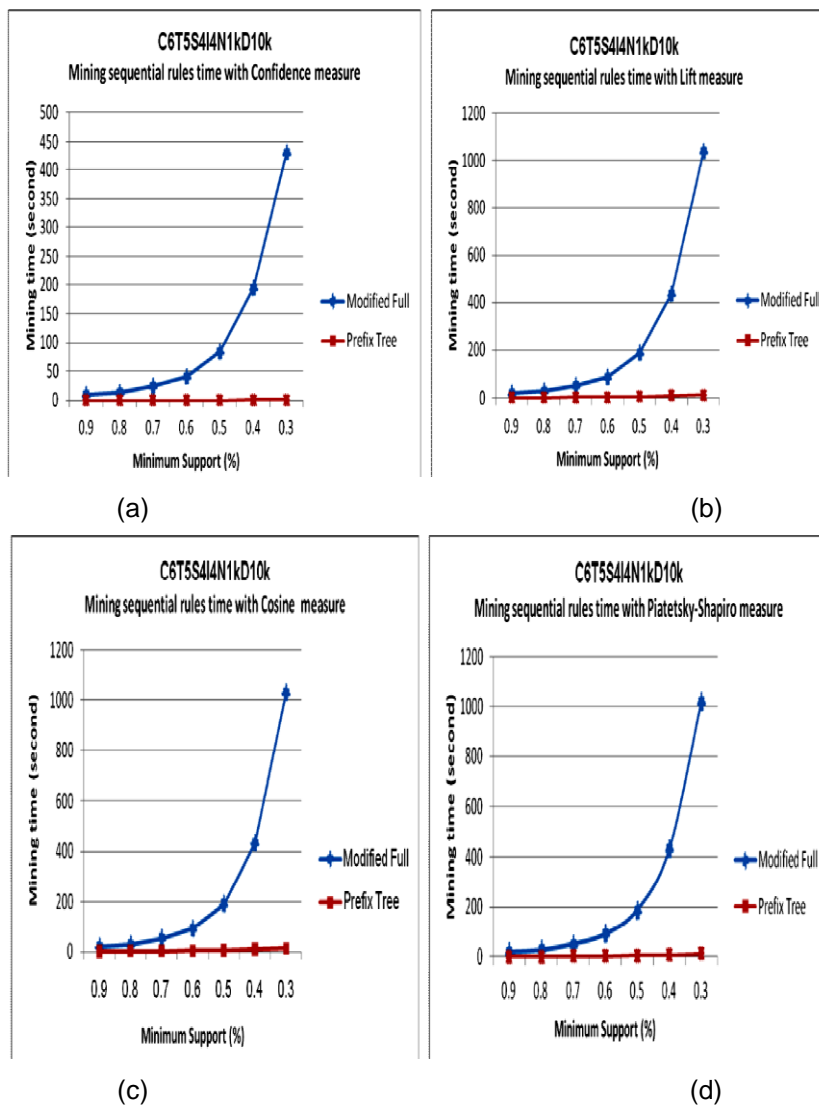 C6T5S4I4N1kD10k
Mining sequential rules time with Confidence measure
Mining time (second)
500
450
400
350
300
250
200
150
100
50
0
0.9 0.8 0.7 0.6 0.5 0.4 0.3
Minimum Support (%)
Modified Full
Prefix Tree
(a)
C6T5S4I4N1kD10k
Mining sequential rules time with Lift measure
Mining time (second)
1200
1000
800
600
400
200
0
0.9 0.8 0.7 0.6 0.5 0.4 0.3
Minimum Support (%)
Modified Full
Prefix Tree
(b)
C6T5S4I4N1kD10k
Mining sequential rules time with Cosine measure
Mining time (second)
1200
1000
800
600
400
200
0
0.9 0.8 0.7 0.6 0.5 0.4 0.3
Minimum Support (%)
Modified Full
Prefix Tree
(c)
C6T5S4I4N1kD10k
Mining sequential rules time with Piatetsky-Shapiro measure
Mining time (second)
1200
1000
800
600
400
200
0
0.9 0.8 0.7 0.6 0.5 0.4 0.3
Minimum Support (%)
Modified Full
Prefix Tree
(d)